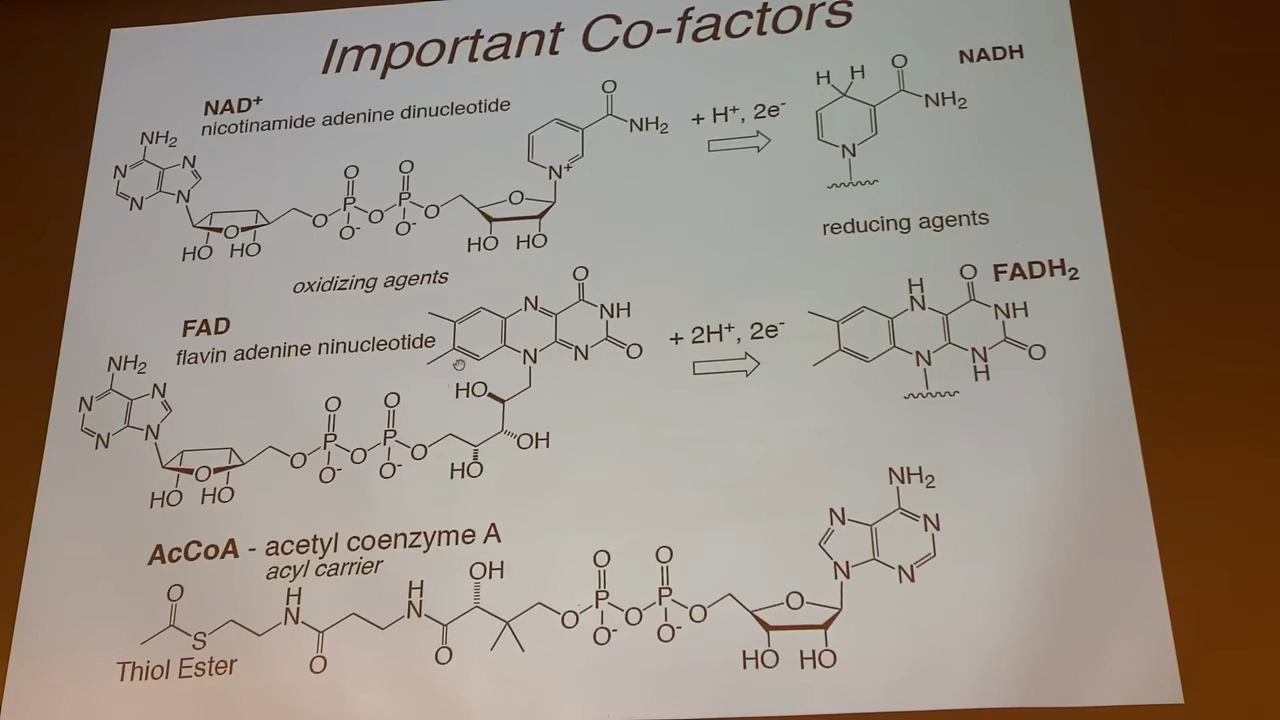 Important Co-factors
NAD+
nicotinamide adenine dinucleotide
NH2
N
N
N
N
O
HO HO
O
O
P
O-
O
O
P
O-
O
O
HO HO
N+
O
NH2
+ H+, 2e-
H H
O
NH2
N
NADH
oxidizing agents
reducing agents
FAD
flavin adenine ninucleotide
NH2
N
N
N
N
O
HO HO
O
O
P
O-
O
O
P
O-
O
HO
OH
HO
N
O
NH
N
N
O
+ 2H+, 2e-
H
N
O
NH
N
N
H
O
FADH2
AcCoA - acetyl coenzyme A
acyl carrier
O
S
H
N
O
H
N
O
OH
O
O
P
O-
O
O
P
O-
O
O
HO HO
NH2
N
N
N
N
Thiol Ester